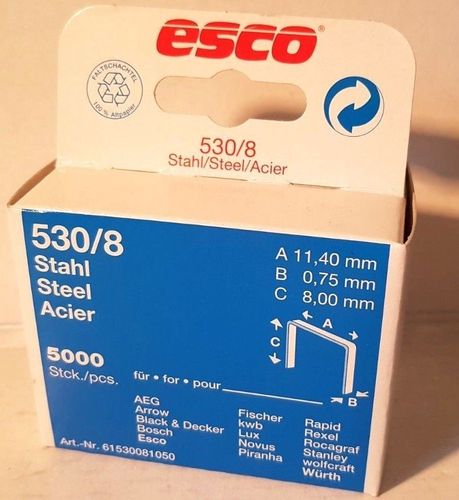 esco®
FALTSCHACHTEL
100 % Altpapier
530/8
Stahl/Steel/Acier
530/8
Stahl
Steel
Acier
A 11,40 mm
B 0,75 mm
C 8,00 mm
A
C
B
5000
Stck./pcs.
für • for • pour
AEG
Arrow
Black & Decker
Bosch
Esco
Fischer
kwb
Lux
Novus
Piranha
Rapid
Rexel
Rocagraf
Stanley
wolfcraft
Würth
Art.-Nr. 61530081050